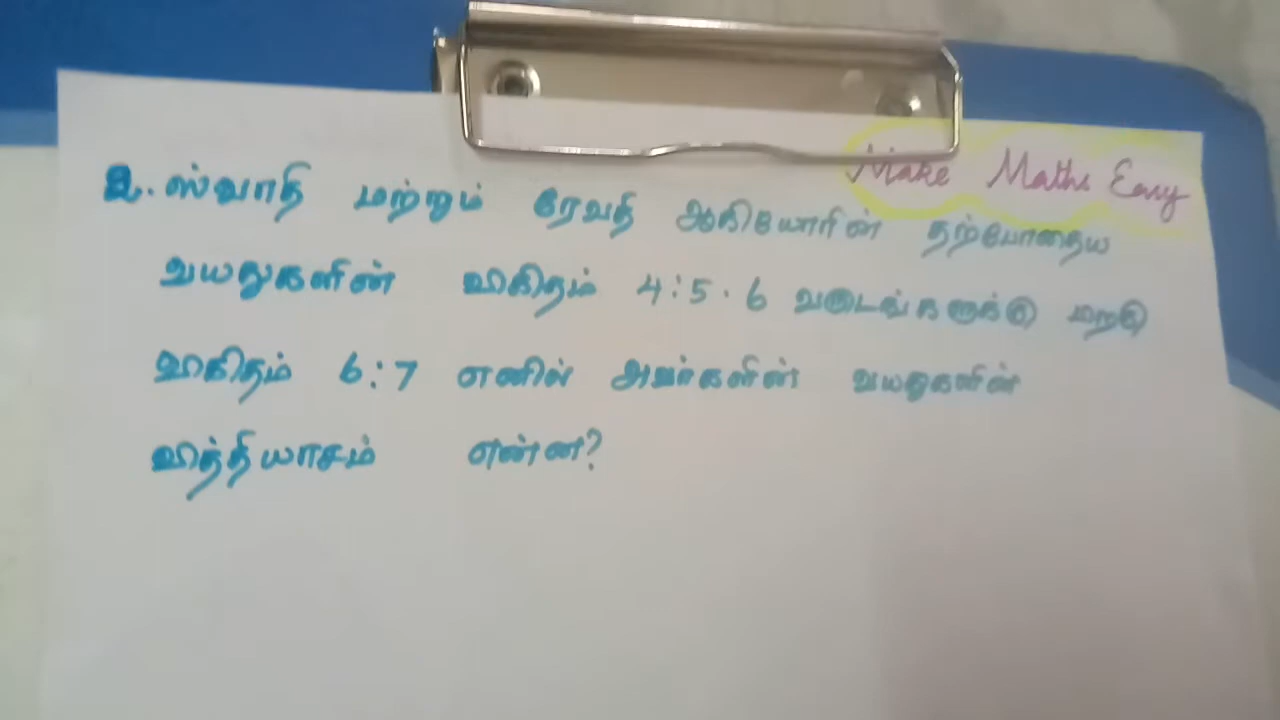 Make Maths Easy
2. ஸ்வாதி மற்றும் ரேவதி ஆகியோரின் தற்போதைய
வயதுகளின் விகிதம் 4:5. 6 வருடங்களுக்கு பிறகு
விகிதம் 6:7 எனில் அவர்களின் வயதுகளின்
வித்தியாசம் என்ன?